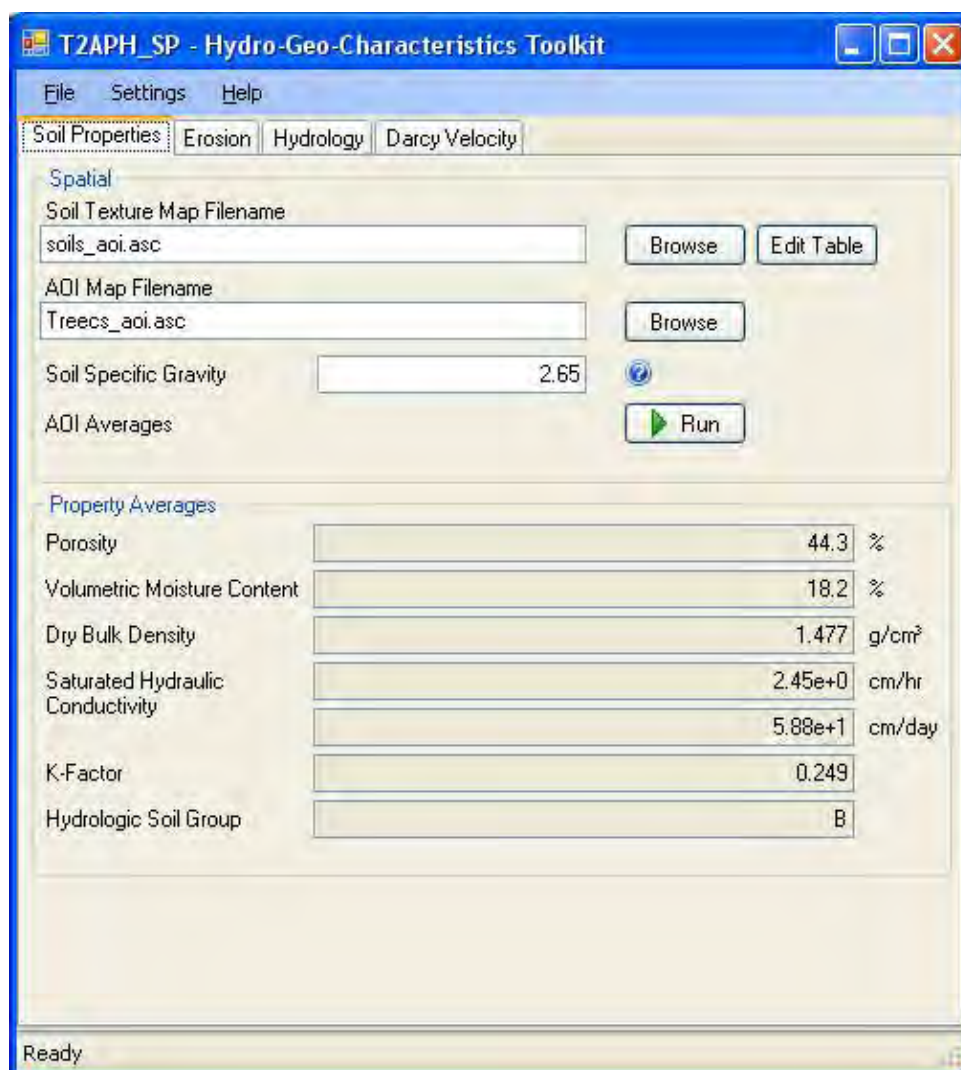 T2APH_SP - Hydro-Geo-Characteristics Toolkit
File Settings Help
Soil Properties Erosion Hydrology Darcy Velocity
Spatial
Soil Texture Map Filename
soils_aoi.asc Browse Edit Table
AOI Map Filename
Treecs_aoi.asc Browse
Soil Specific Gravity 2.65 ?
AOI Averages Run
Property Averages
Porosity 44.3 %
Volumetric Moisture Content 18.2 %
Dry Bulk Density 1.477 g/cm³
Saturated Hydraulic 2.45e+0 cm/hr
Conductivity
5.88e+1 cm/day
K-Factor 0.249
Hydrologic Soil Group B
Ready